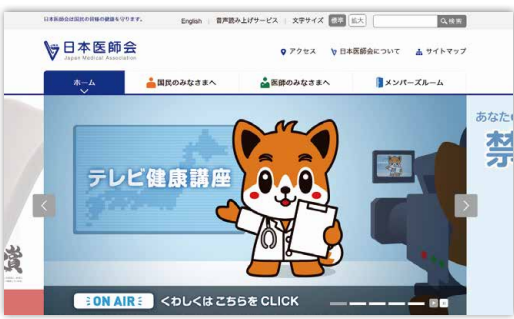 日本医師会は国民の皆様の健康を守ります。
English
音声読み上げサービス
文字サイズ 標準 拡大
検索
日本医師会
Japan Medical Association
アクセス
日本医師会について
サイトマップ
ホーム
国民のみなさまへ
医師のみなさまへ
メンバーズルーム
あなたの
禁
テレビ健康講座
賞
ON AIR
くわしくは こちらを CLICK